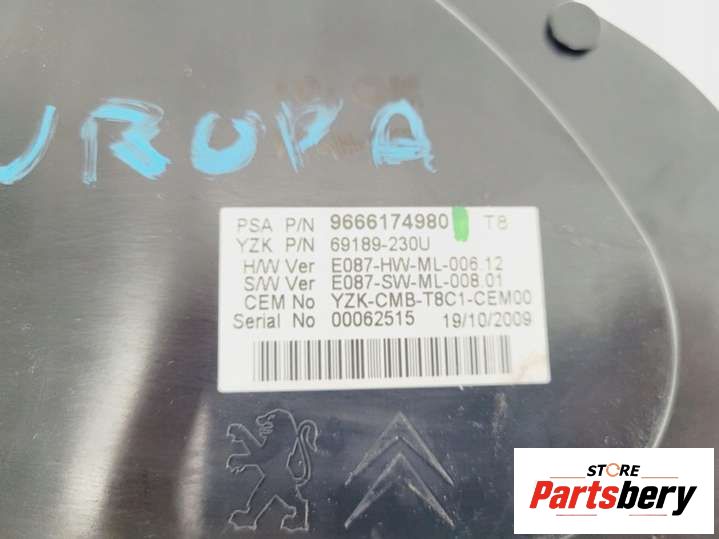 UROPA
PSA P/N 9666174980 T8
YZK P/N 69189-230U
H/W Ver E087-HW-ML-006.12
S/W Ver E087-SW-ML-008.01
CEM No YZK-CMB-T8C1-CEM00
Serial No 00062515 19/10/2009
STORE
Partsbery